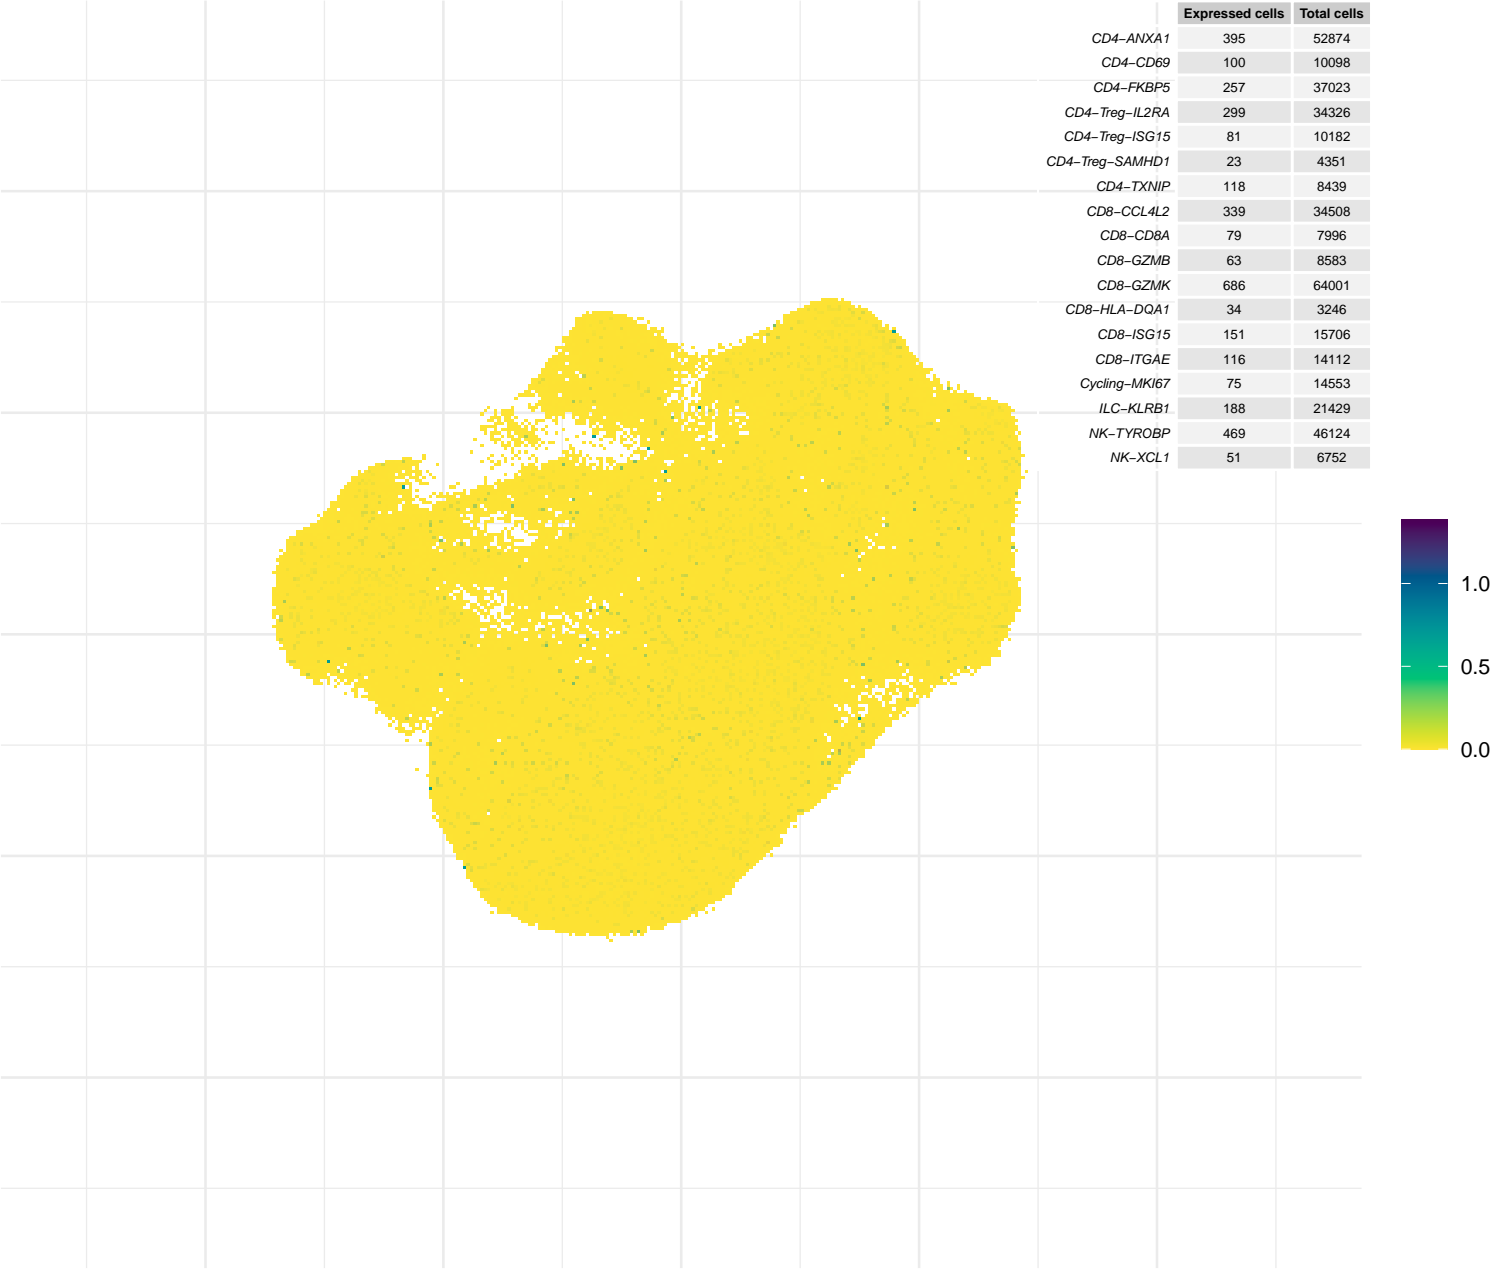 Expressed cells Total cells
CD4−ANXA1 395 52874
CD4−CD69 100 10098
CD4−FKBP5 257 37023
CD4−Treg−IL2RA 299 34326
CD4−Treg−ISG15 81 10182
CD4−Treg−SAMHD1 23 4351
CD4−TXNIP 118 8439
CD8−CCL4L2 339 34508
CD8−CD8A 79 7996
CD8−GZMB 63 8583
CD8−GZMK 686 64001
CD8−HLA−DQA1 34 3246
CD8−ISG15 151 15706
CD8−ITGAE 116 14112
Cycling−MKI67 75 14553
ILC−KLRB1 188 21429
NK−TYROBP 469 46124
NK−XCL1 51 6752
1.0
0.5
0.0